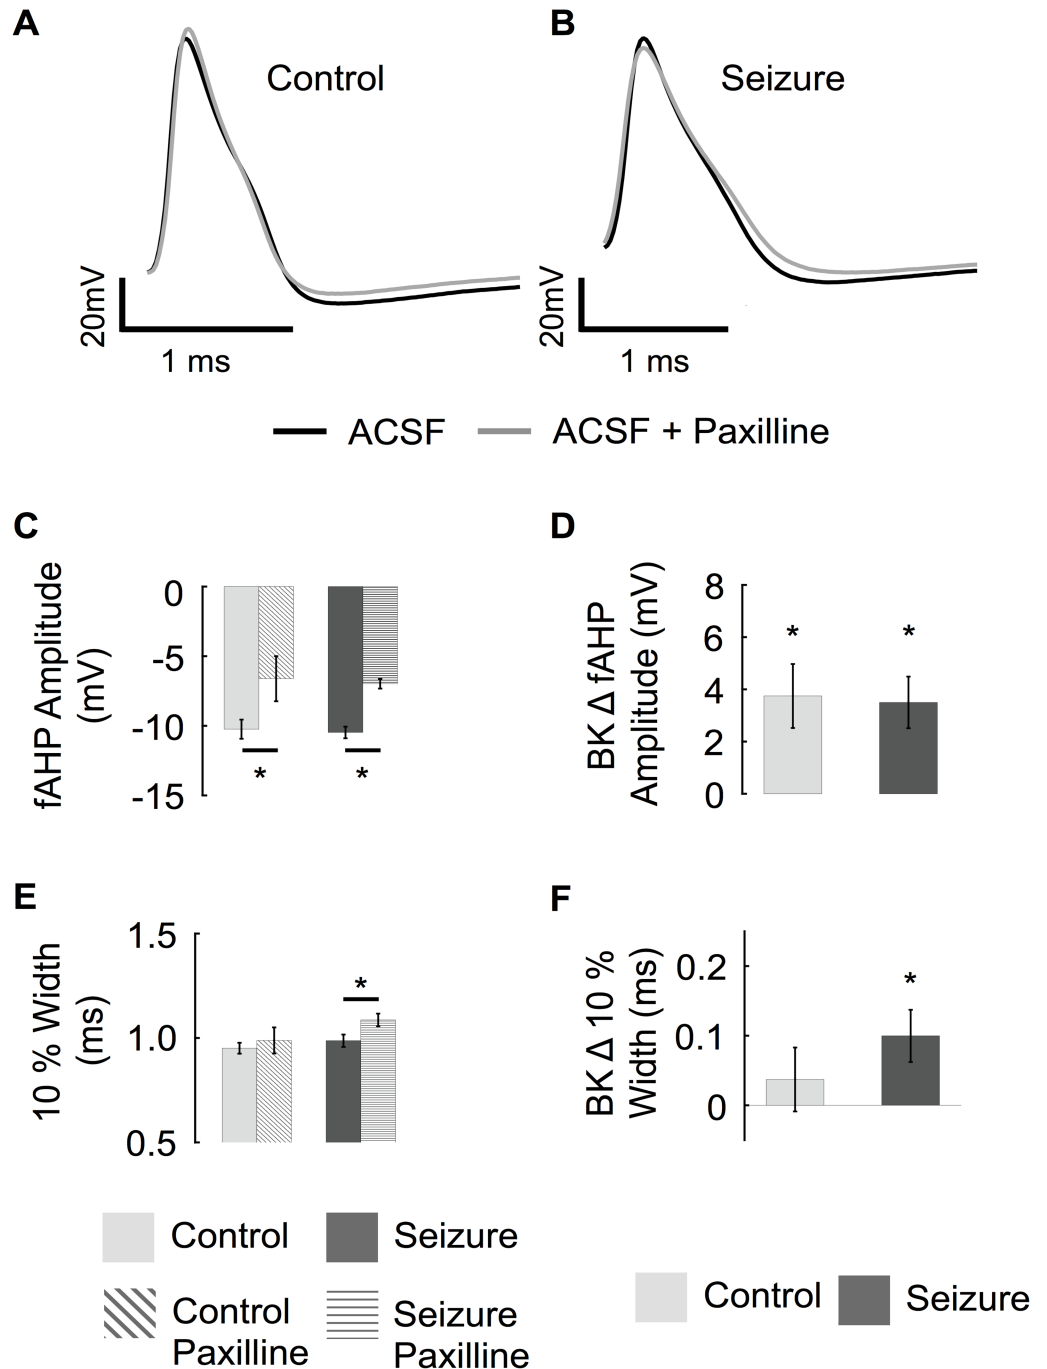 A
B
Control
Seizure
20mV
1 ms
20mV
1 ms
ACSF
ACSF + Paxilline
C
fAHP Amplitude
(mV)
0
-5
-10
-15
*
*
D
BK Δ fAHP
Amplitude (mV)
8
6
4
2
0
*
*
E
10 % Width
(ms)
1.5
1.0
0.5
*
F
BK Δ 10 %
Width (ms)
0.2
0.1
0
*
Control
Seizure
Control
Paxilline
Seizure
Paxilline
Control
Seizure